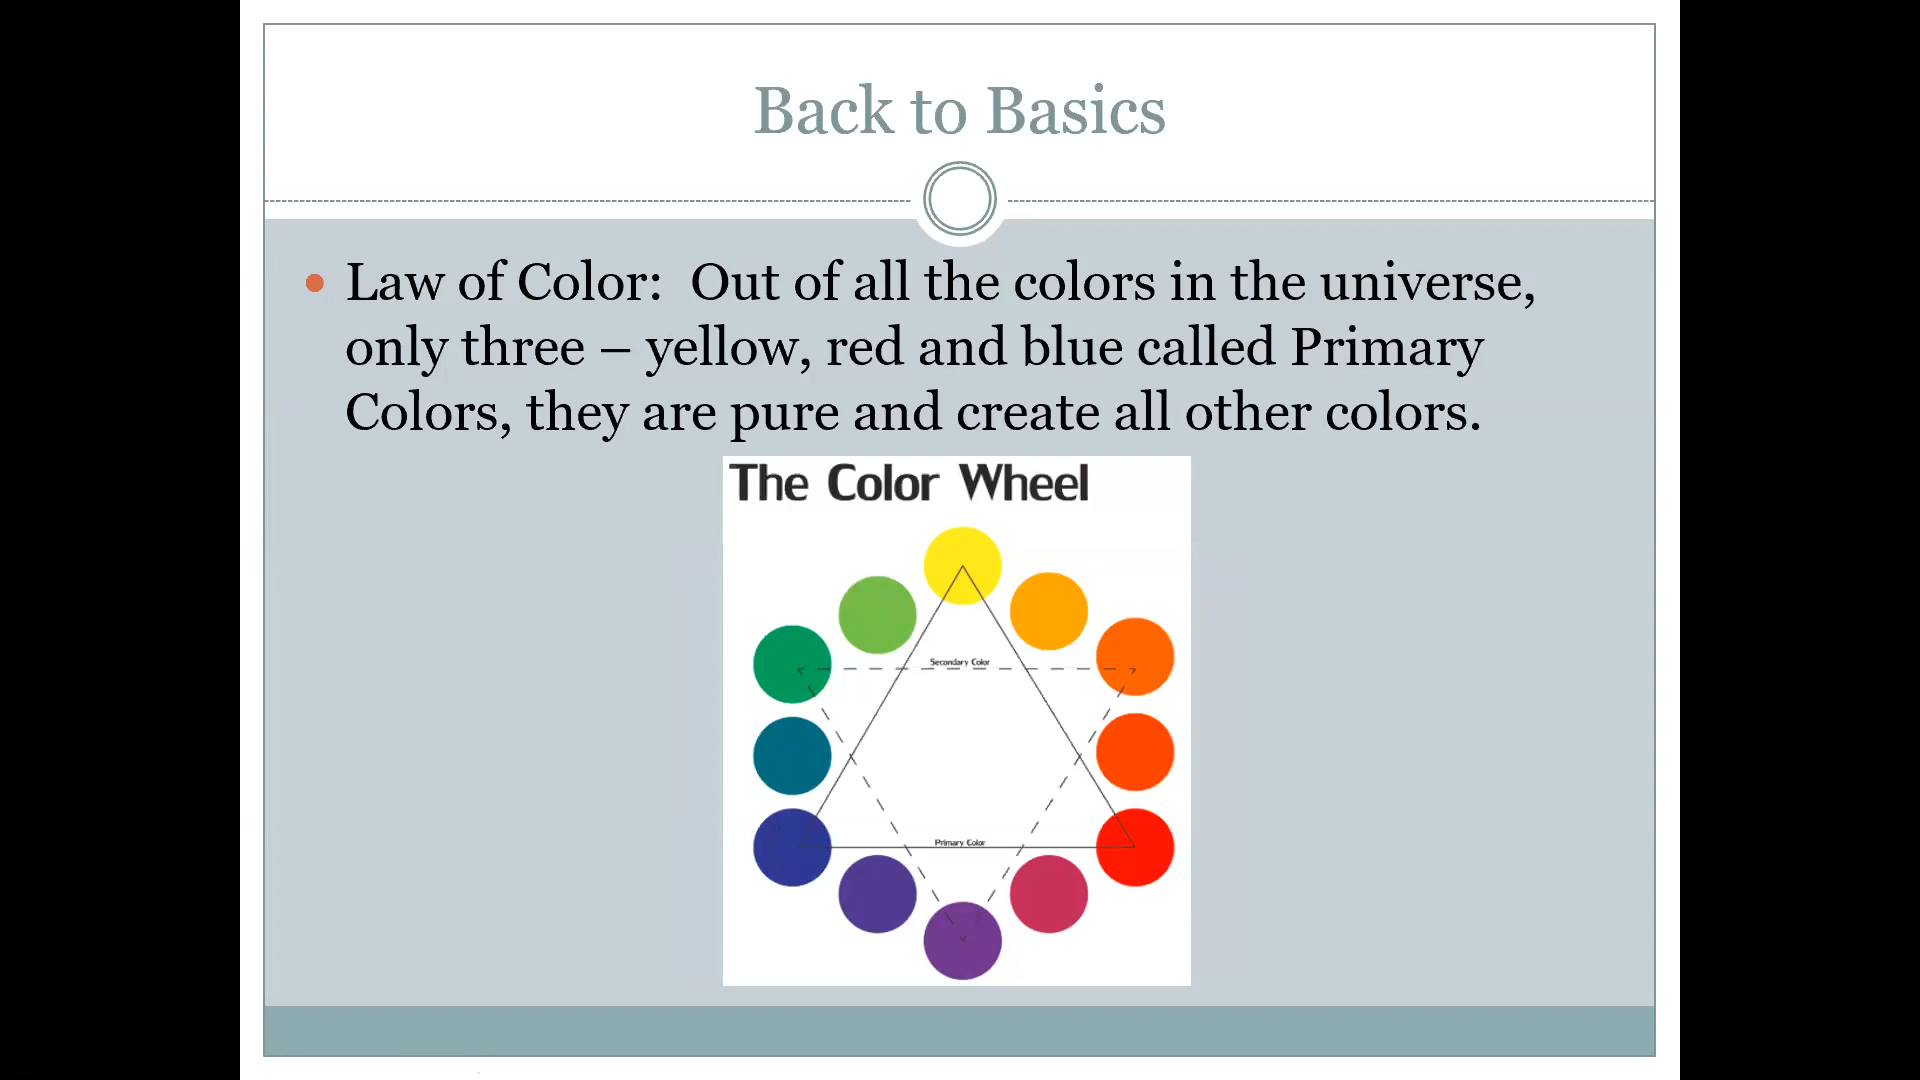 Back to Basics
Law of Color:  Out of all the colors in the universe,
only three – yellow, red and blue called Primary
Colors, they are pure and create all other colors.
The Color Wheel
Secondary Color
Primary Color